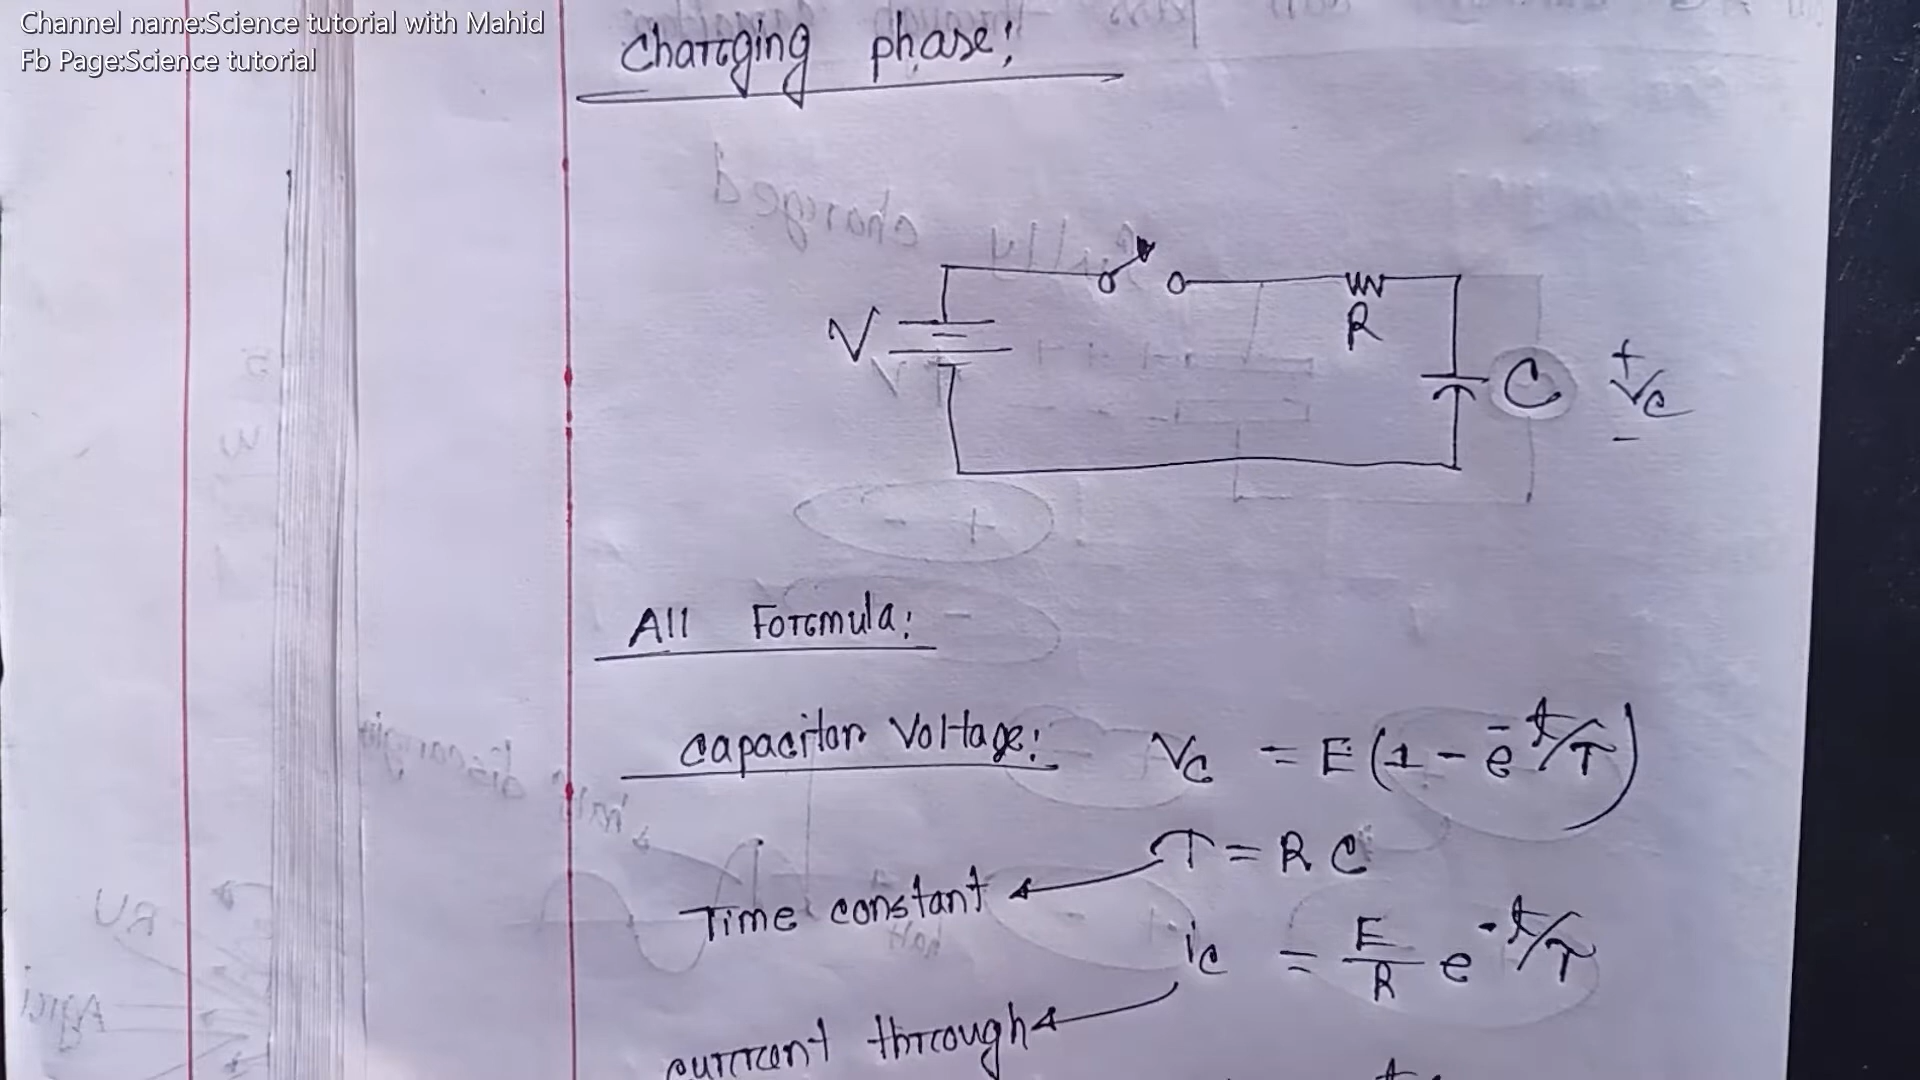 Channel name:Science tutorial with Mahid
Fb Page:Science tutorial
Charging phase:
V
R
C
+
Vc
-
All Formula:
Capacitor Voltage: Vc = E(1 - e^-t/τ)
τ = RC
Time constant
ic = E/R e^-t/τ
current through